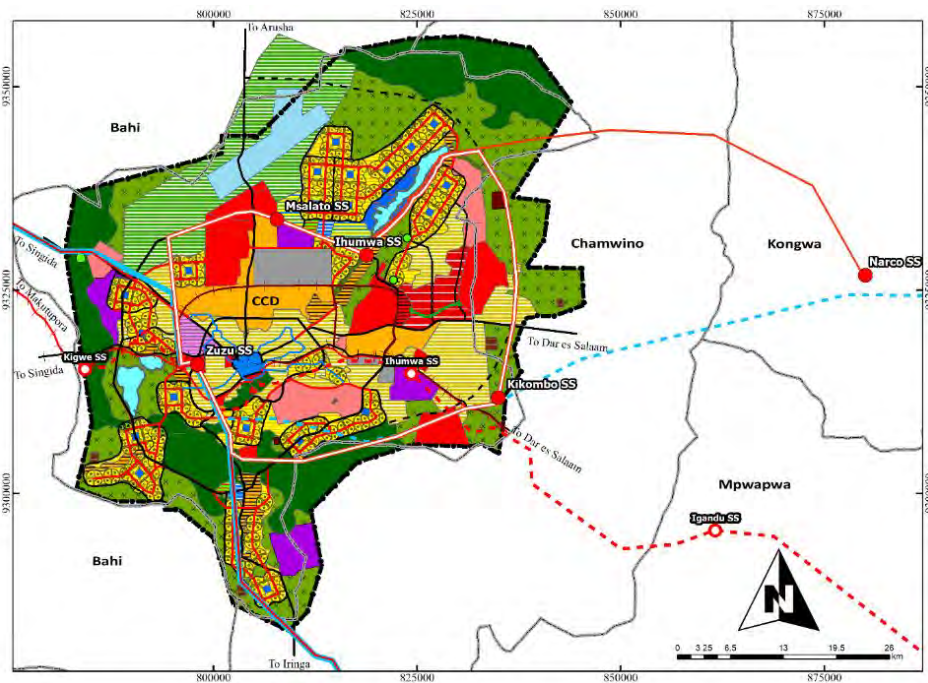 800000 825000 850000 875000
To Arusha
9350000 9350000
Bahi
Msalato SS
Ihumwa SS
Chamwino
Kongwa
To Singida
Narco SS
To Makutupora
9325000 9325000
CCD
To Dar es Salaam
Kigwe SS
Zuzu SS
Ihumwa SS
To Singida
Kikombo SS
To Dar es Salaam
9300000 9300000
Mpwapwa
Igandu SS
Bahi
N
0 3.25 6.5 13 19.5 26
km
To Iringa
800000 825000 850000 875000